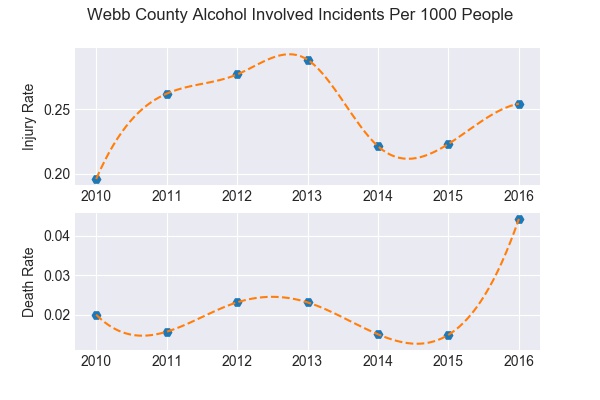 Webb County Alcohol Involved Incidents Per 1000 People
Injury Rate
0.25
0.20
2010 2011 2012 2013 2014 2015 2016
Death Rate
0.04
0.03
0.02
2010 2011 2012 2013 2014 2015 2016